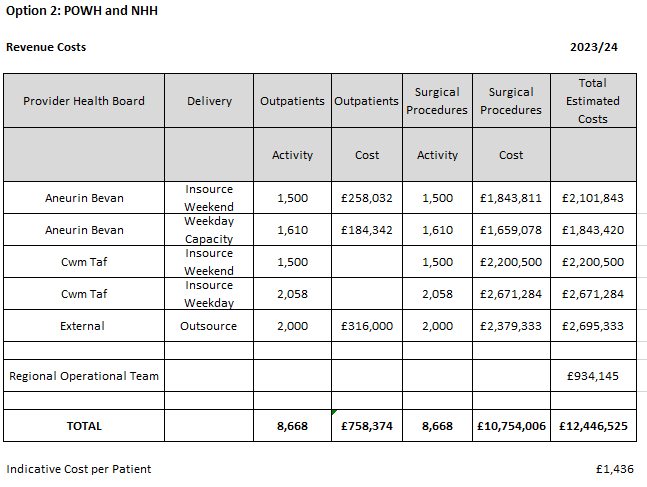 Option 2: POWH and NHH
Revenue Costs 2023/24
Provider Health Board Delivery Outpatients Outpatients Surgical Procedures Surgical Procedures Total Estimated Costs
Activity Cost Activity Cost
Aneurin Bevan Insource Weekend 1,500 £258,032 1,500 £1,843,811 £2,101,843
Aneurin Bevan Weekday Capacity 1,610 £184,342 1,610 £1,659,078 £1,843,420
Cwm Taf Insource Weekend 1,500 1,500 £2,200,500 £2,200,500
Cwm Taf Insource Weekday 2,058 2,058 £2,671,284 £2,671,284
External Outsource 2,000 £316,000 2,000 £2,379,333 £2,695,333
Regional Operational Team £934,145
TOTAL 8,668 £758,374 8,668 £10,754,006 £12,446,525
Indicative Cost per Patient £1,436